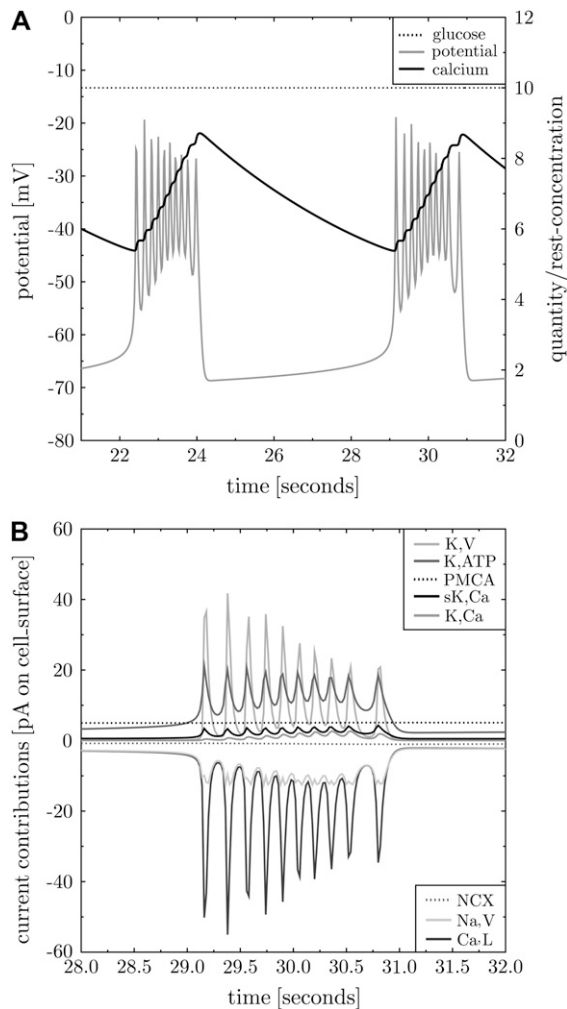 A
0
-10
-20
-30
-40
-50
-60
-70
-80
potential [mV]
glucose
potential
calcium
12
10
8
6
4
2
0
quantity/rest-concentration
22 24 26 28 30 32
time [seconds]
B
60
40
20
0
-20
-40
-60
current contributions [pA on cell-surface]
K,V
K,ATP
PMCA
sK,Ca
K,Ca
NCX
Na,V
Ca,L
28.0 28.5 29.0 29.5 30.0 30.5 31.0 31.5 32.0
time [seconds]